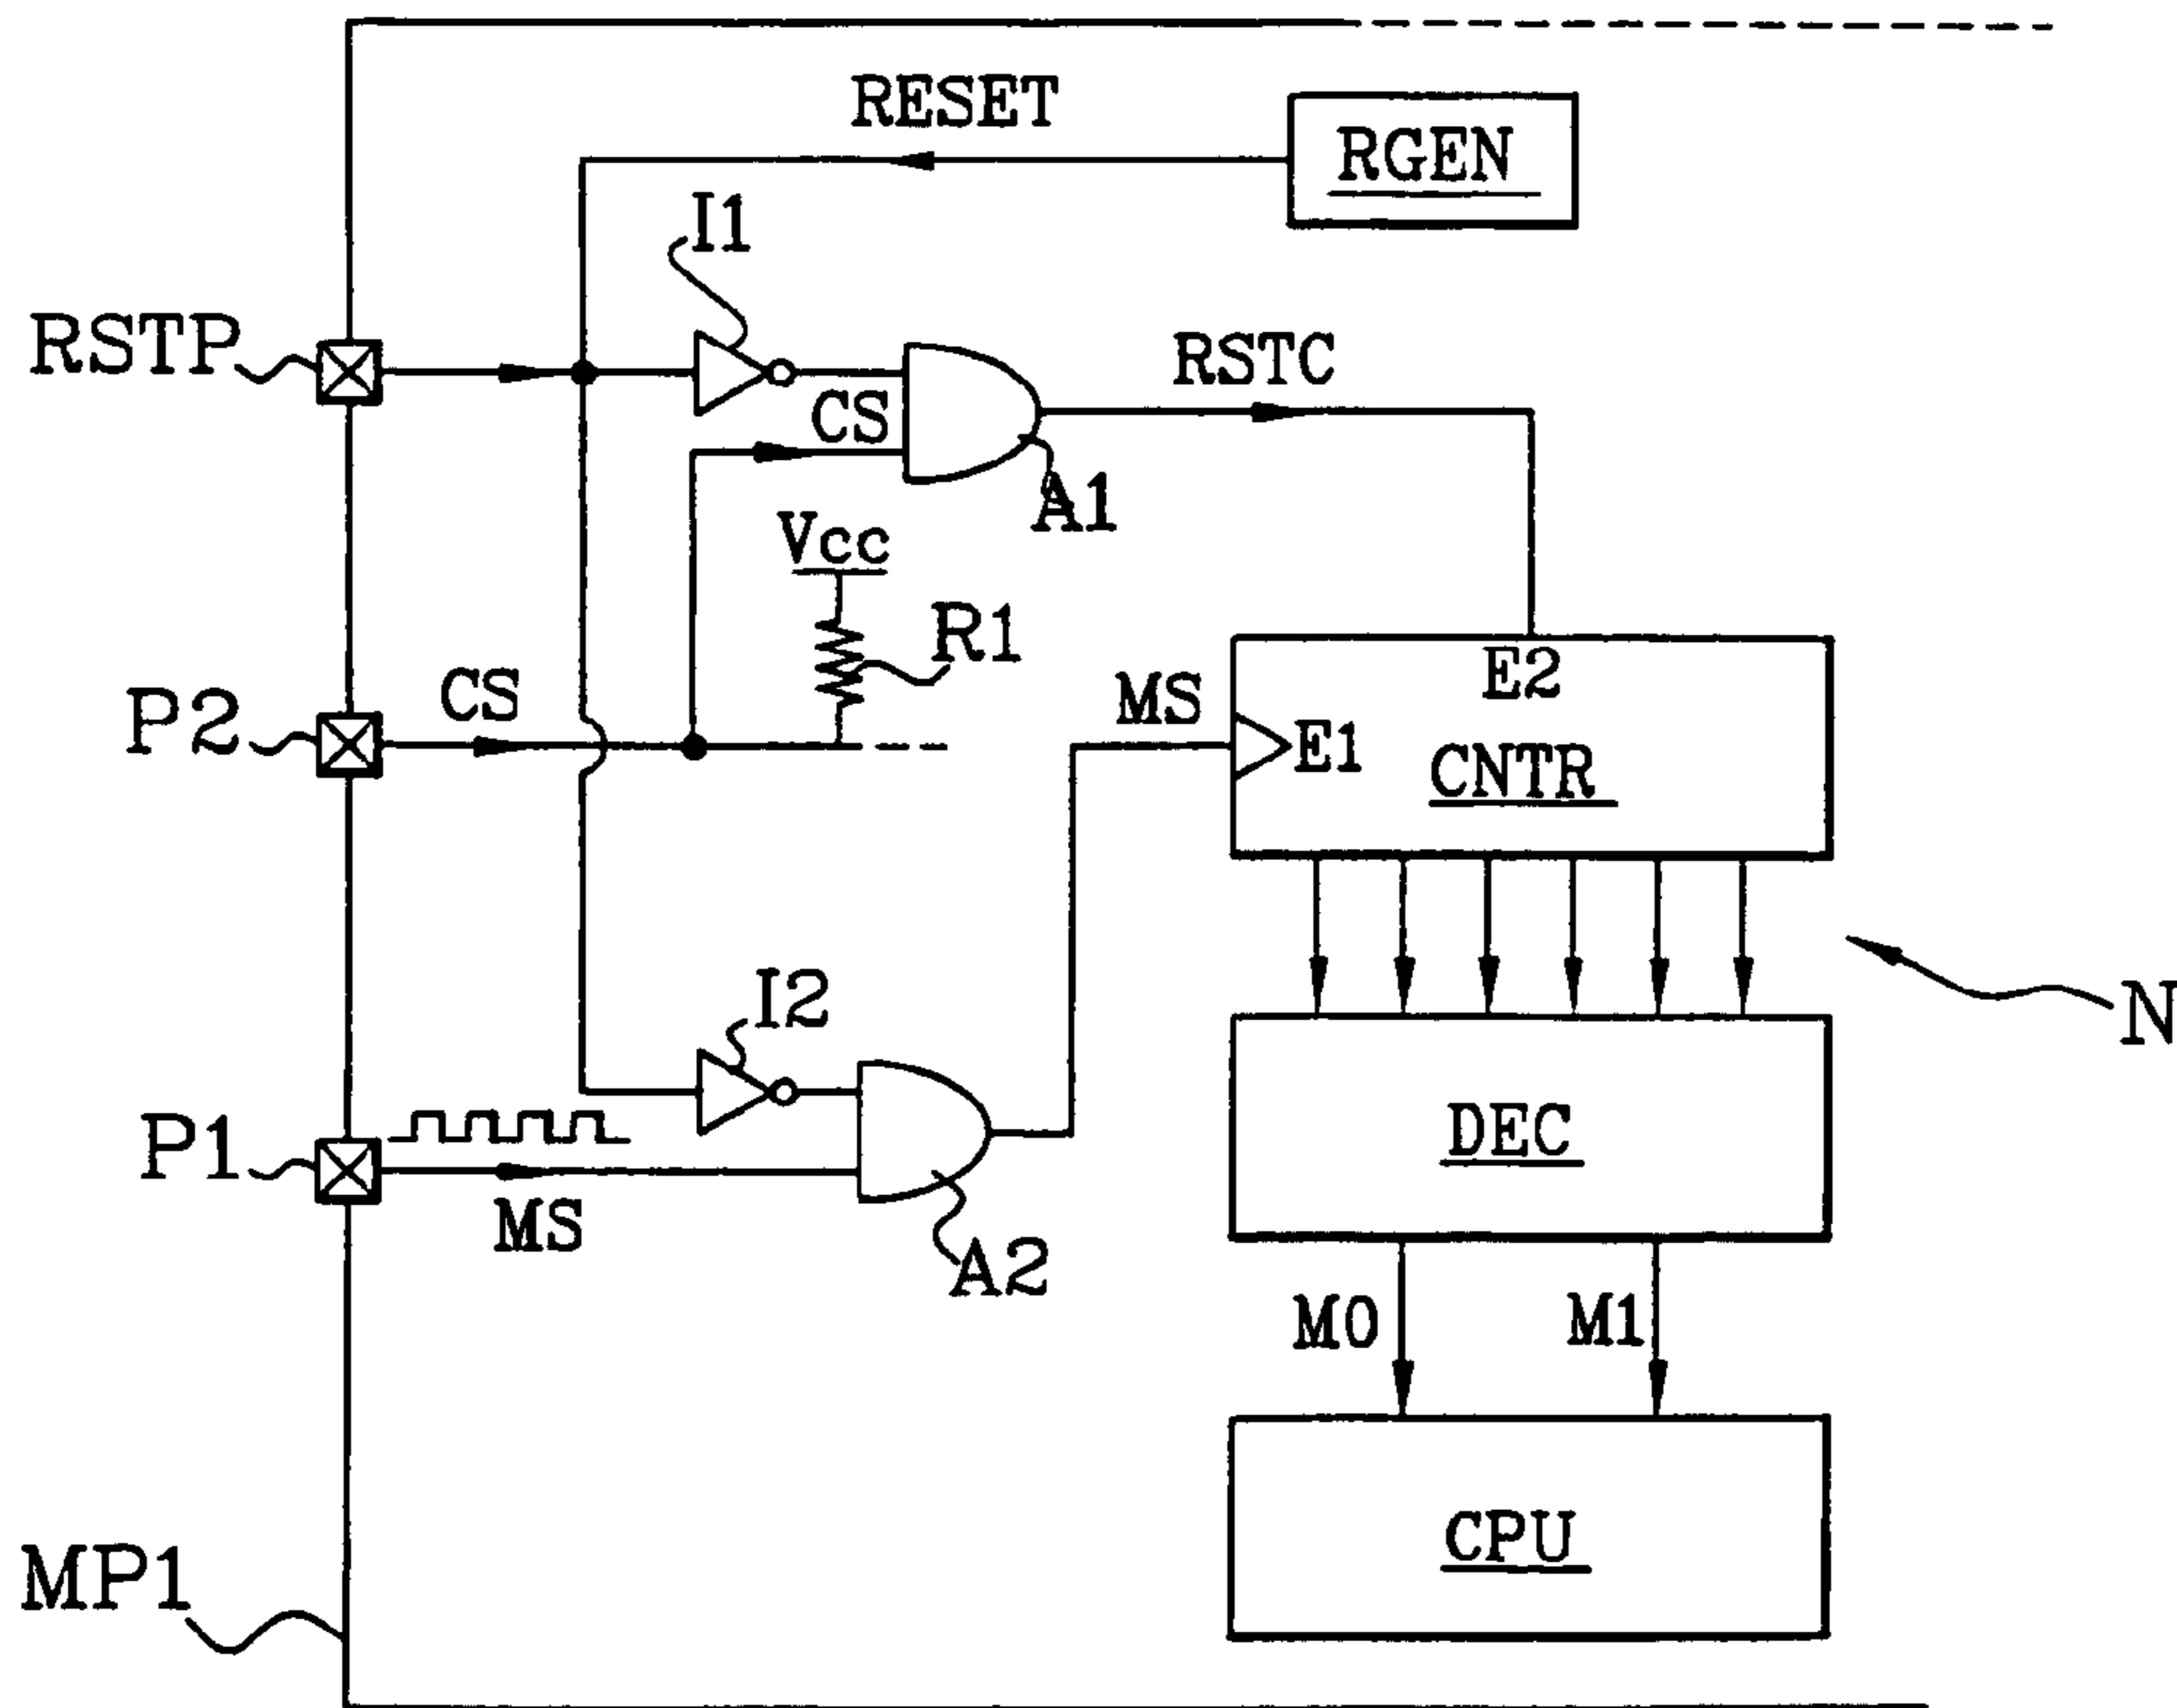 RESET
RGEN
I1
RSTP
RSTC
CS
A1
Vcc
R1
E2
P2
CS
MS
E1
CNTR
I2
N
P1
DEC
MS
A2
M0
M1
CPU
MP1